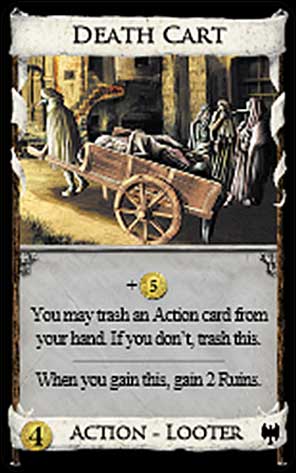 DEATH CART
+ 5
You may trash an Action card from
your hand. If you don't, trash this.
When you gain this, gain 2 Ruins.
4 ACTION - LOOTER